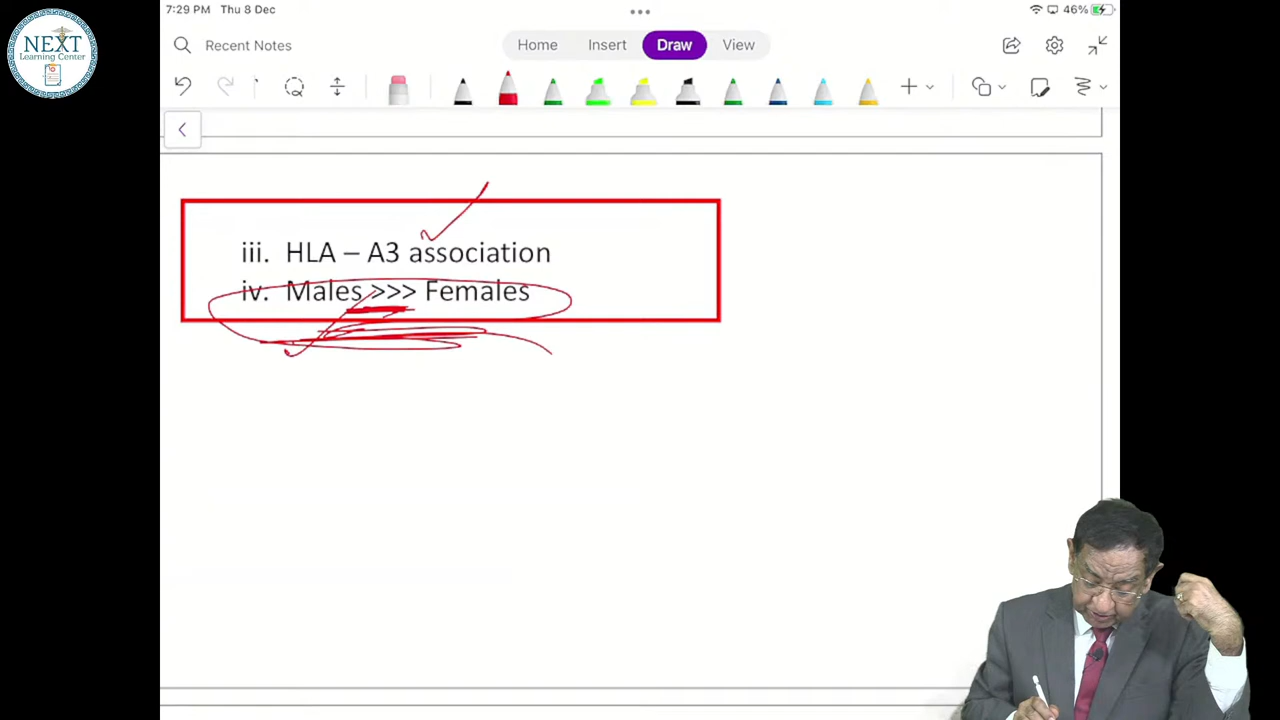 7:29 PM Thu 8 Dec
46%
NEXT
Learning Center
Recent Notes
Home Insert Draw View
iii. HLA – A3 association
iv. Males >>> Females